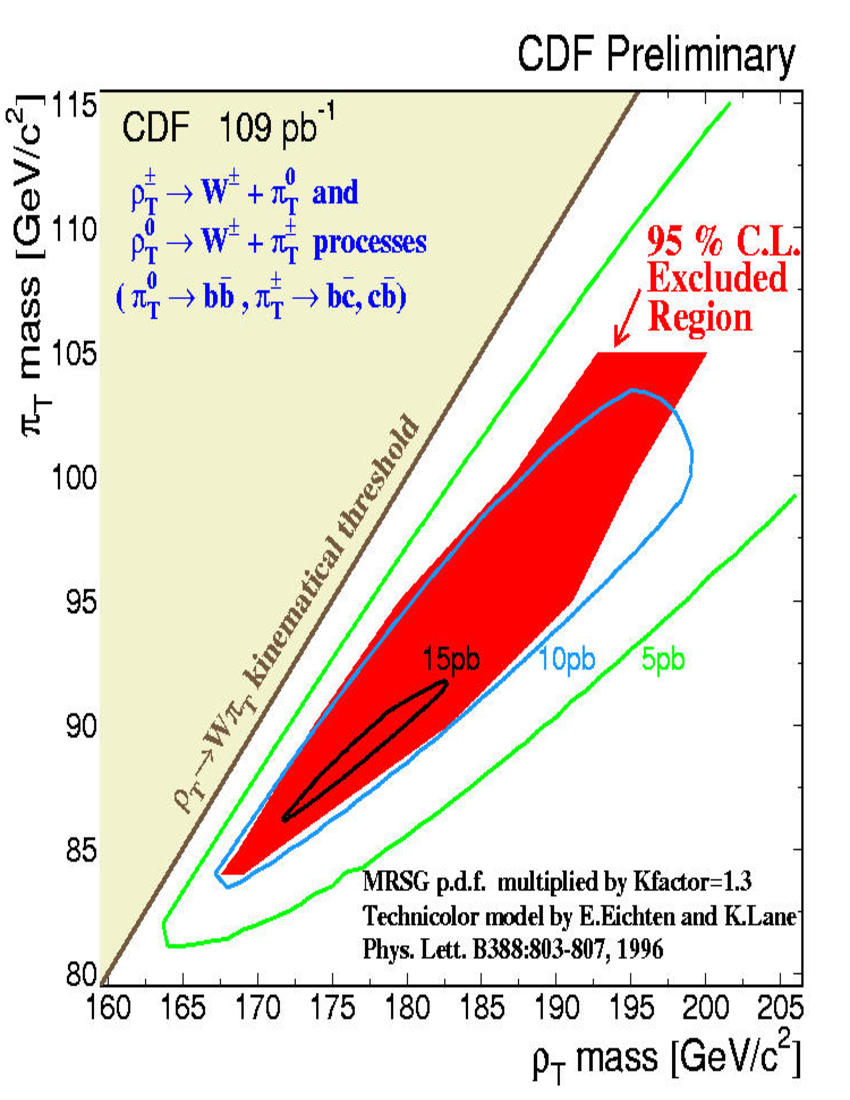 CDF Preliminary
CDF 109 pb⁻¹
ρT± → W± + πT⁰ and
ρT⁰ → W± + πT± processes
( πT⁰ → bb̄ , πT± → bc̄, cb̄)
95 % C.L.
Excluded
Region
ρT → WπT kinematical threshold
15pb
10pb
5pb
MRSG p.d.f. multiplied by Kfactor=1.3
Technicolor model by E.Eichten and K.Lane
Phys. Lett. B388:803-807, 1996
πT mass [GeV/c²]
115
110
105
100
95
90
85
80
160 165 170 175 180 185 190 195 200 205
ρT mass [GeV/c²]